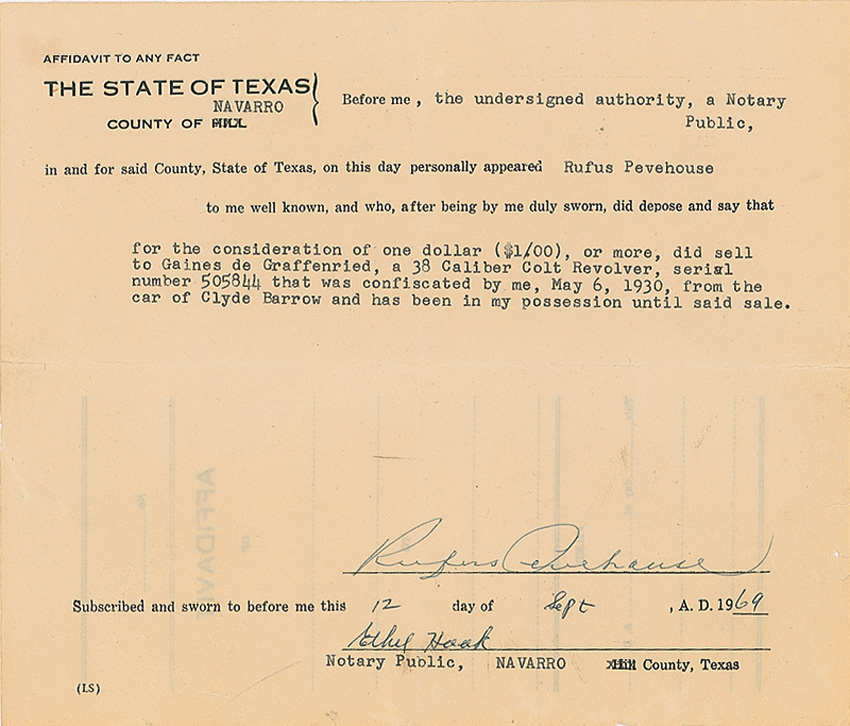 AFFIDAVIT TO ANY FACT
THE STATE OF TEXAS
NAVARRO
COUNTY OF
Before me, the undersigned authority, a Notary
Public,
in and for said County, State of Texas, on this day personally appeared Rufus Pevehouse
to me well known, and who, after being by me duly sworn, did depose and say that
for the consideration of one dollar ($1/00), or more, did sell
to Gaines de Graffenried, a 38 Caliber Colt Revolver, serial
number 505844 that was confiscated by me, May 6, 1930, from the
car of Clyde Barrow and has been in my possession until said sale.
AFFIDAVIT
Rufus Pevehouse
Subscribed and sworn to before me this 12 day of Sept, A. D. 1969
Ethel Hook
Notary Public, NAVARRO Hill County, Texas
(LS)